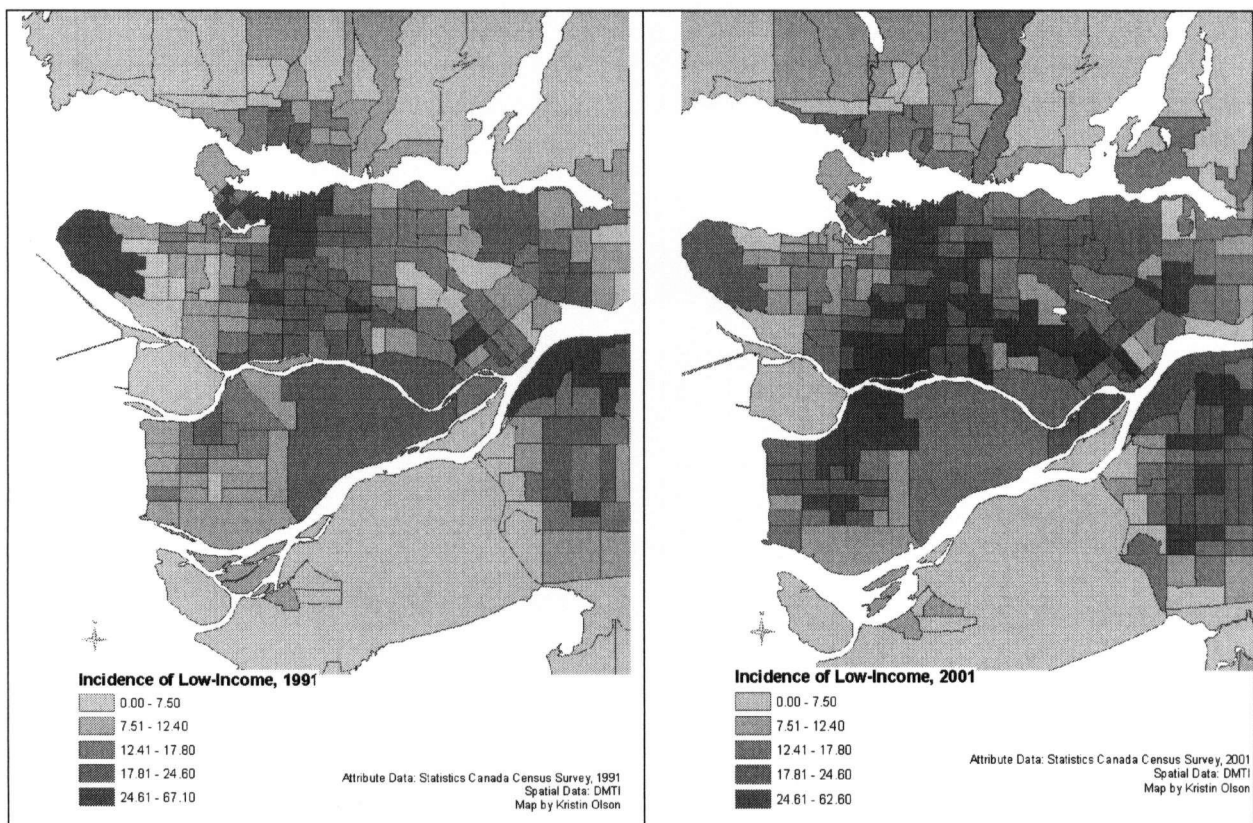 Incidence of Low-Income, 1991
0.00 - 7.50
7.51 - 12.40
12.41 - 17.80
17.81 - 24.60
24.61 - 67.10
Attribute Data: Statistics Canada Census Survey, 1991
Spatial Data: DMTI
Map by Kristin Olson
Incidence of Low-Income, 2001
0.00 - 7.50
7.51 - 12.40
12.41 - 17.80
17.81 - 24.60
24.61 - 62.60
Attribute Data: Statistics Canada Census Survey, 2001
Spatial Data: DMTI
Map by Kristin Olson